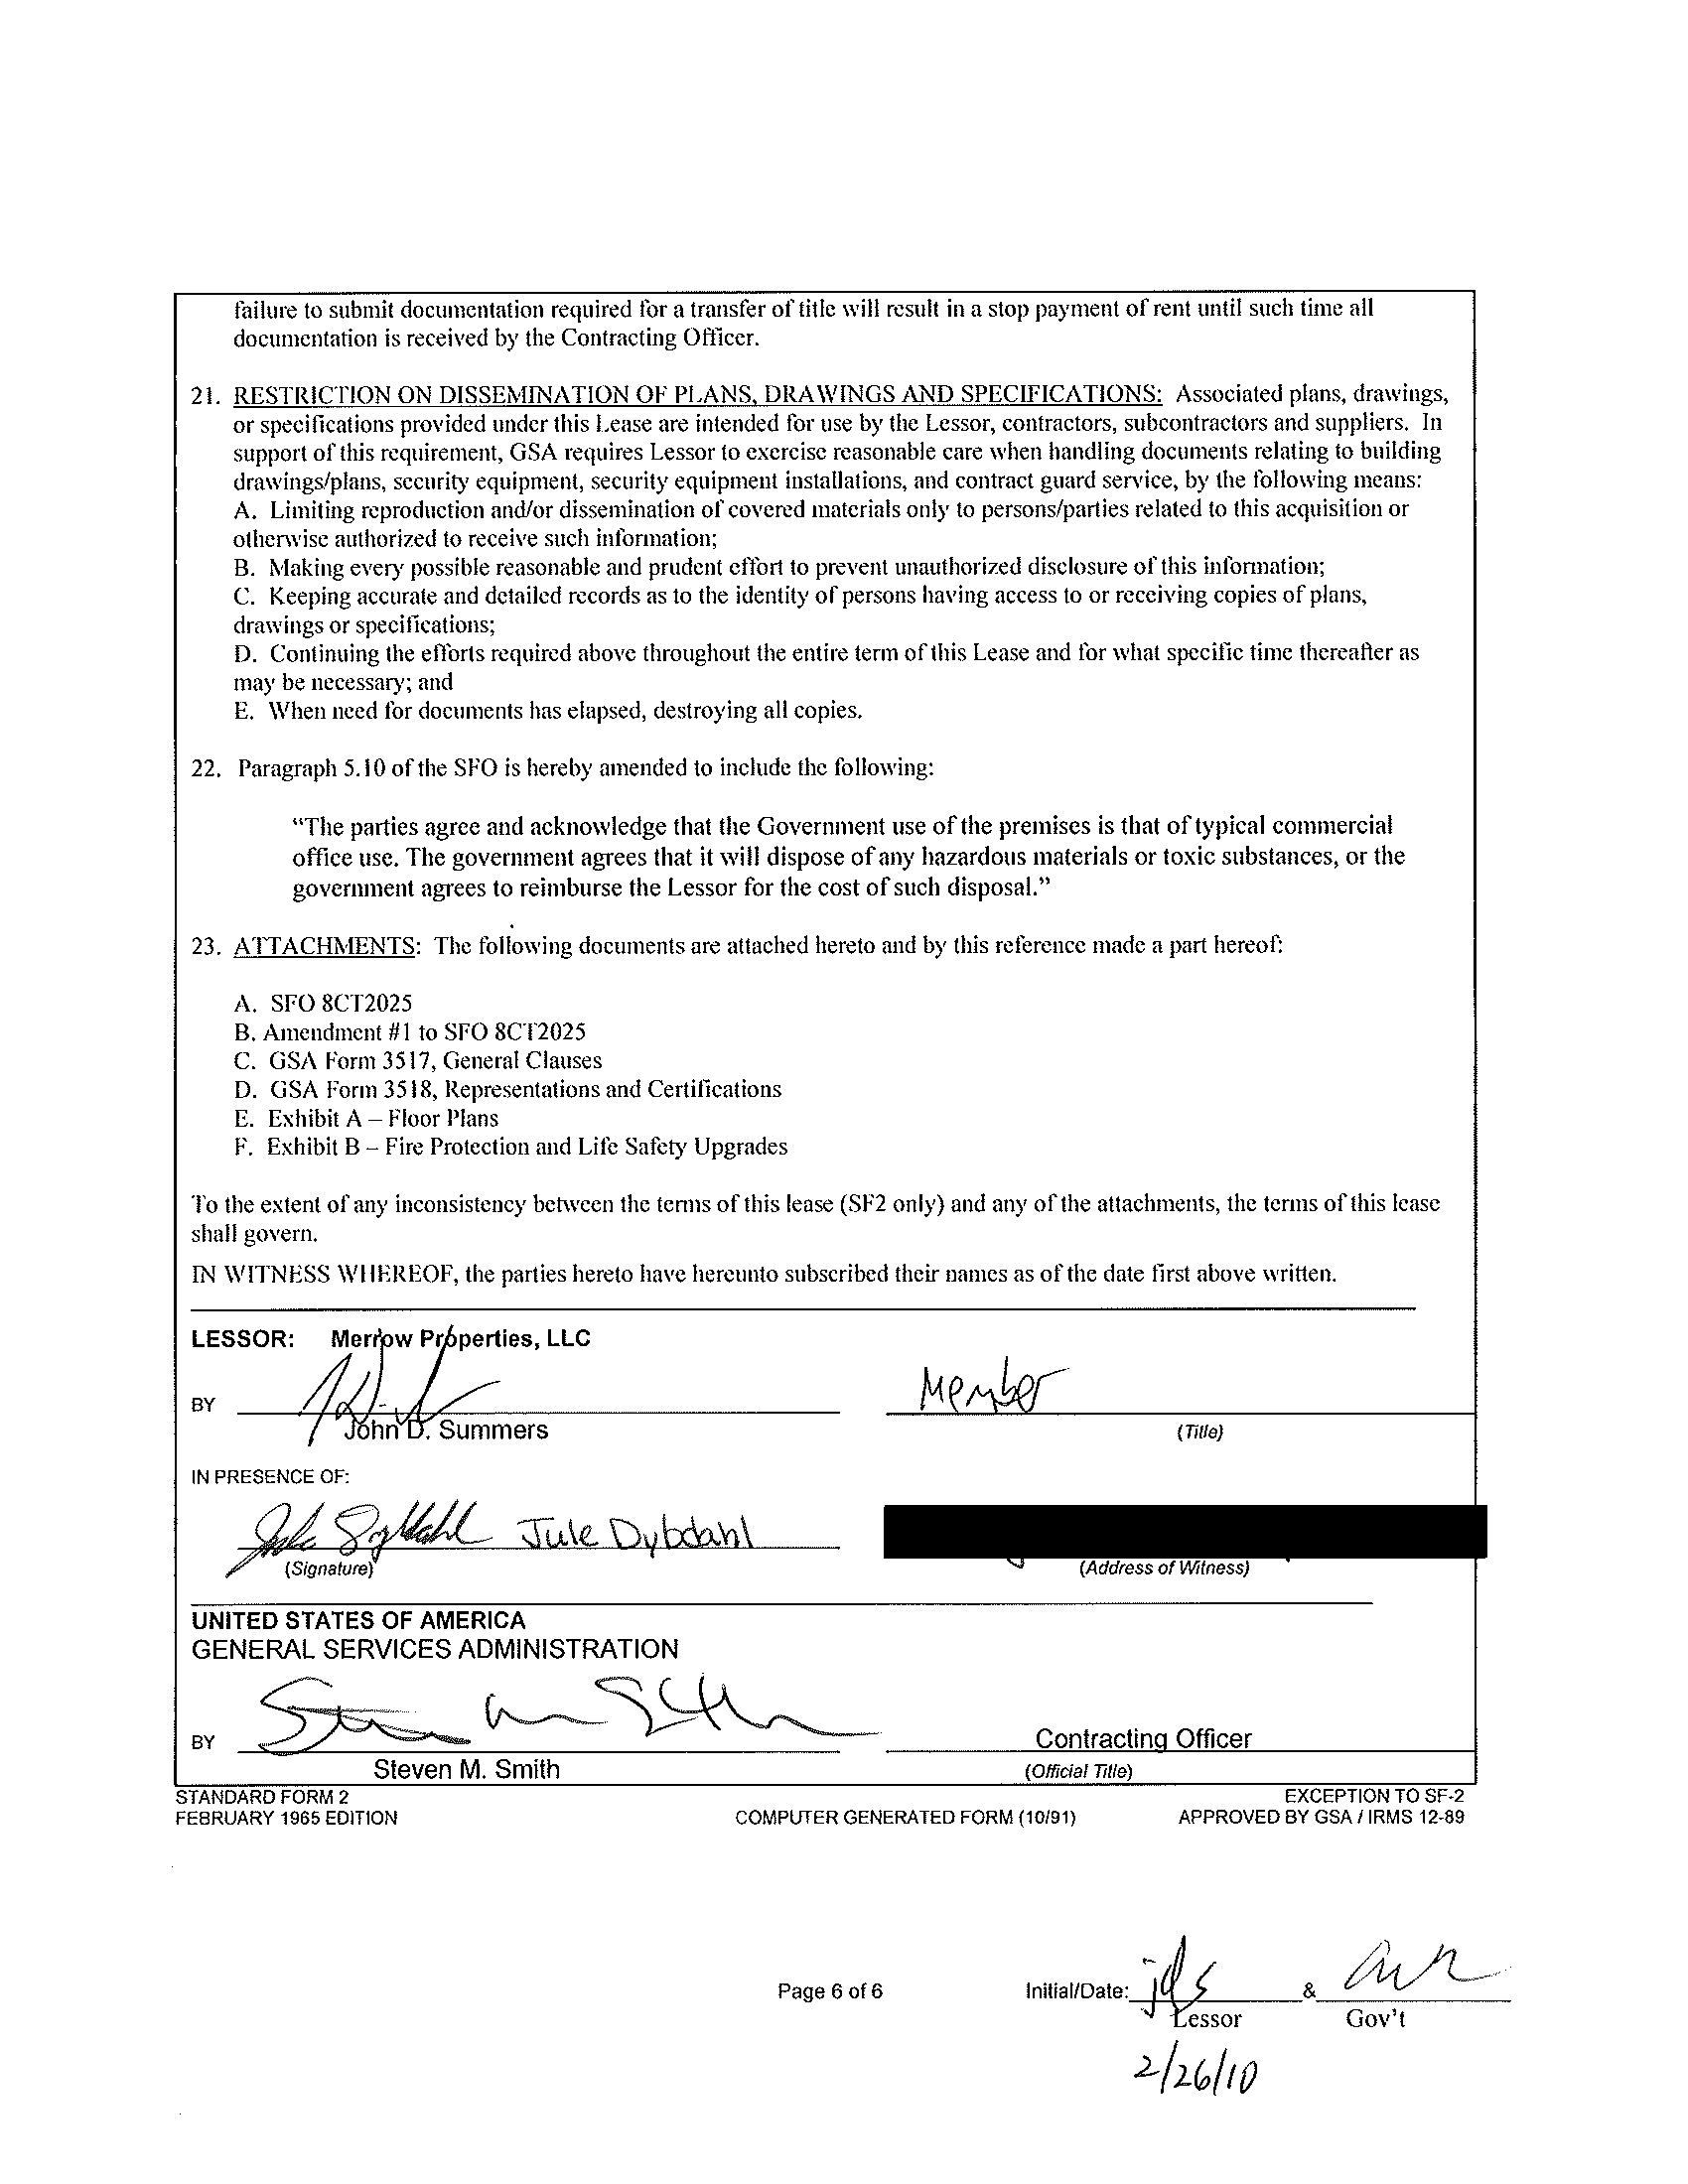 failure to submit documentation required for a transfer of title will result in a stop payment of rent until such time all
documentation is received by the Contracting Officer.
21. RESTRICTION ON DISSEMINATION OF PLANS, DRAWINGS AND SPECIFICATIONS: Associated plans, drawings,
or specifications provided under this Lease are intended for use by the Lessor, contractors, subcontractors and suppliers. In
support of this requirement, GSA requires Lessor to exercise reasonable care when handling documents relating to building
drawings/plans, security equipment, security equipment installations, and contract guard service, by the following means:
A. Limiting reproduction and/or dissemination of covered materials only to persons/parties related to this acquisition or
otherwise authorized to receive such information;
B. Making every possible reasonable and prudent effort to prevent unauthorized disclosure of this information;
C. Keeping accurate and detailed records as to the identity of persons having access to or receiving copies of plans,
drawings or specifications;
D. Continuing the efforts required above throughout the entire term of this Lease and for what specific time thereafter as
may be necessary; and
E. When need for documents has elapsed, destroying all copies.
22. Paragraph 5.10 of the SFO is hereby amended to include the following:
“The parties agree and acknowledge that the Government use of the premises is that of typical commercial
office use. The government agrees that it will dispose of any hazardous materials or toxic substances, or the
government agrees to reimburse the Lessor for the cost of such disposal.”
23. ATTACHMENTS: The following documents are attached hereto and by this reference made a part hereof:
A. SFO 8CT2025
B. Amendment #1 to SFO 8CT2025
C. GSA Form 3517, General Clauses
D. GSA Form 3518, Representations and Certifications
E. Exhibit A – Floor Plans
F. Exhibit B – Fire Protection and Life Safety Upgrades
To the extent of any inconsistency between the terms of this lease (SF2 only) and any of the attachments, the terms of this lease
shall govern.
IN WITNESS WHEREOF, the parties hereto have hereunto subscribed their names as of the date first above written.
LESSOR: Merrow Properties, LLC
BY Member
John D. Summers (Title)
IN PRESENCE OF:
Jule Dybdahl Jule Dybdahl
(Signature) (Address of Witness)
UNITED STATES OF AMERICA
GENERAL SERVICES ADMINISTRATION
BY Contracting Officer
Steven M. Smith (Official Title)
STANDARD FORM 2 EXCEPTION TO SF-2
FEBRUARY 1965 EDITION COMPUTER GENERATED FORM (10/91) APPROVED BY GSA / IRMS 12-89
Page 6 of 6 Initial/Date: jds &
Lessor Gov't
2/26/10